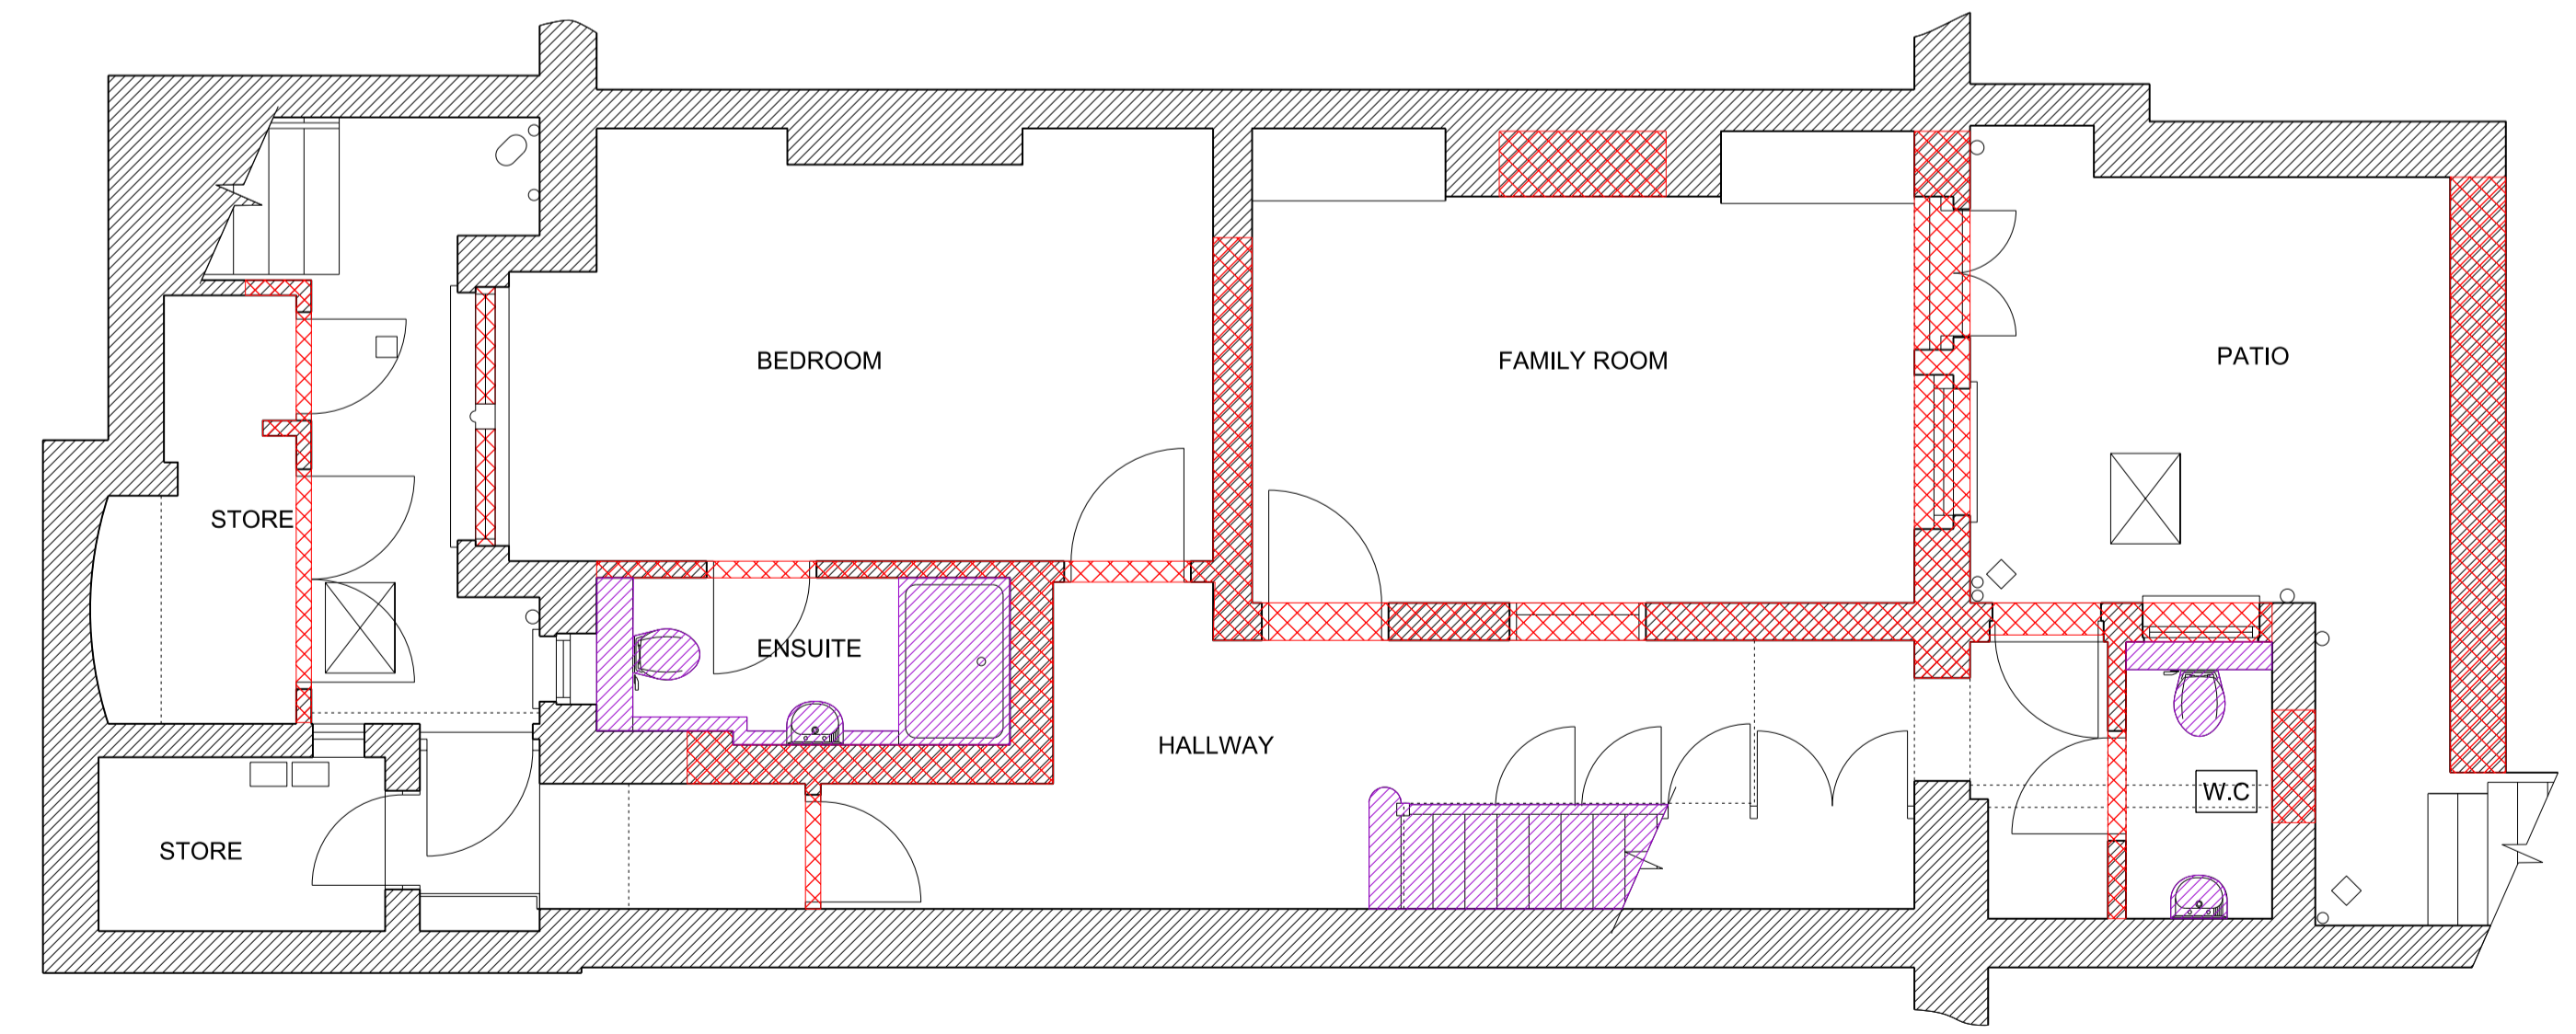 BEDROOM
FAMILY ROOM
PATIO
STORE
ENSUITE
HALLWAY
W.C
STORE